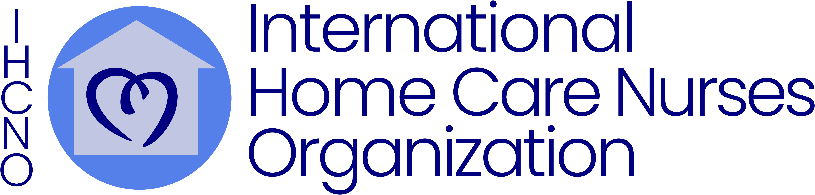 IHCNO
International
Home Care Nurses
Organization